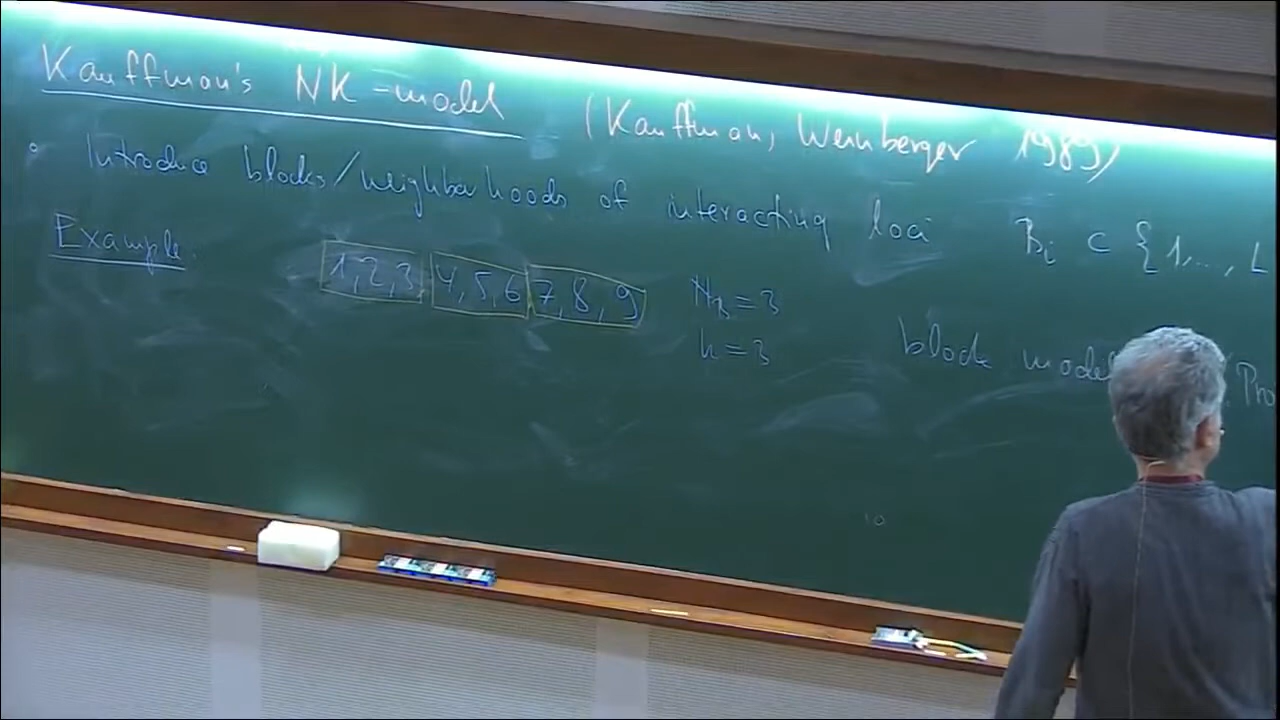 Kauffman's NK-model (Kauffman, Weinberger 1989)
• Introduce blocks/neighborhoods of interacting loci B_i ⊂ {1,..., L
Example 1,2,3 4,5,6 7,8,9 N_B = 3
k = 3 block model